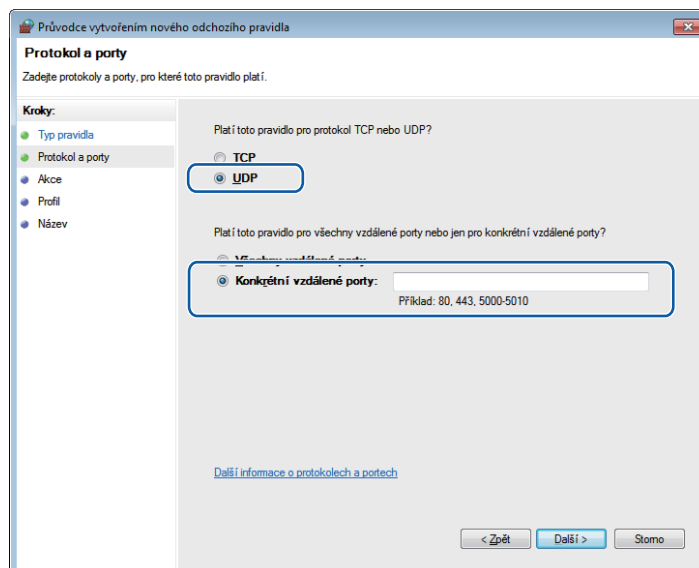 Průvodce vytvořením nového odchozího pravidla
Protokol a porty
Zadejte protokoly a porty, pro které toto pravidlo platí.
Kroky:
Typ pravidla
Protokol a porty
Akce
Profil
Název
Platí toto pravidlo pro protokol TCP nebo UDP?
TCP
UDP
Platí toto pravidlo pro všechny vzdálené porty nebo jen pro konkrétní vzdálené porty?
Všechny vzdálené porty
Konkrétní vzdálené porty:
Příklad: 80, 443, 5000-5010
Další informace o protokolech a portech
< Zpět
Další >
Storno